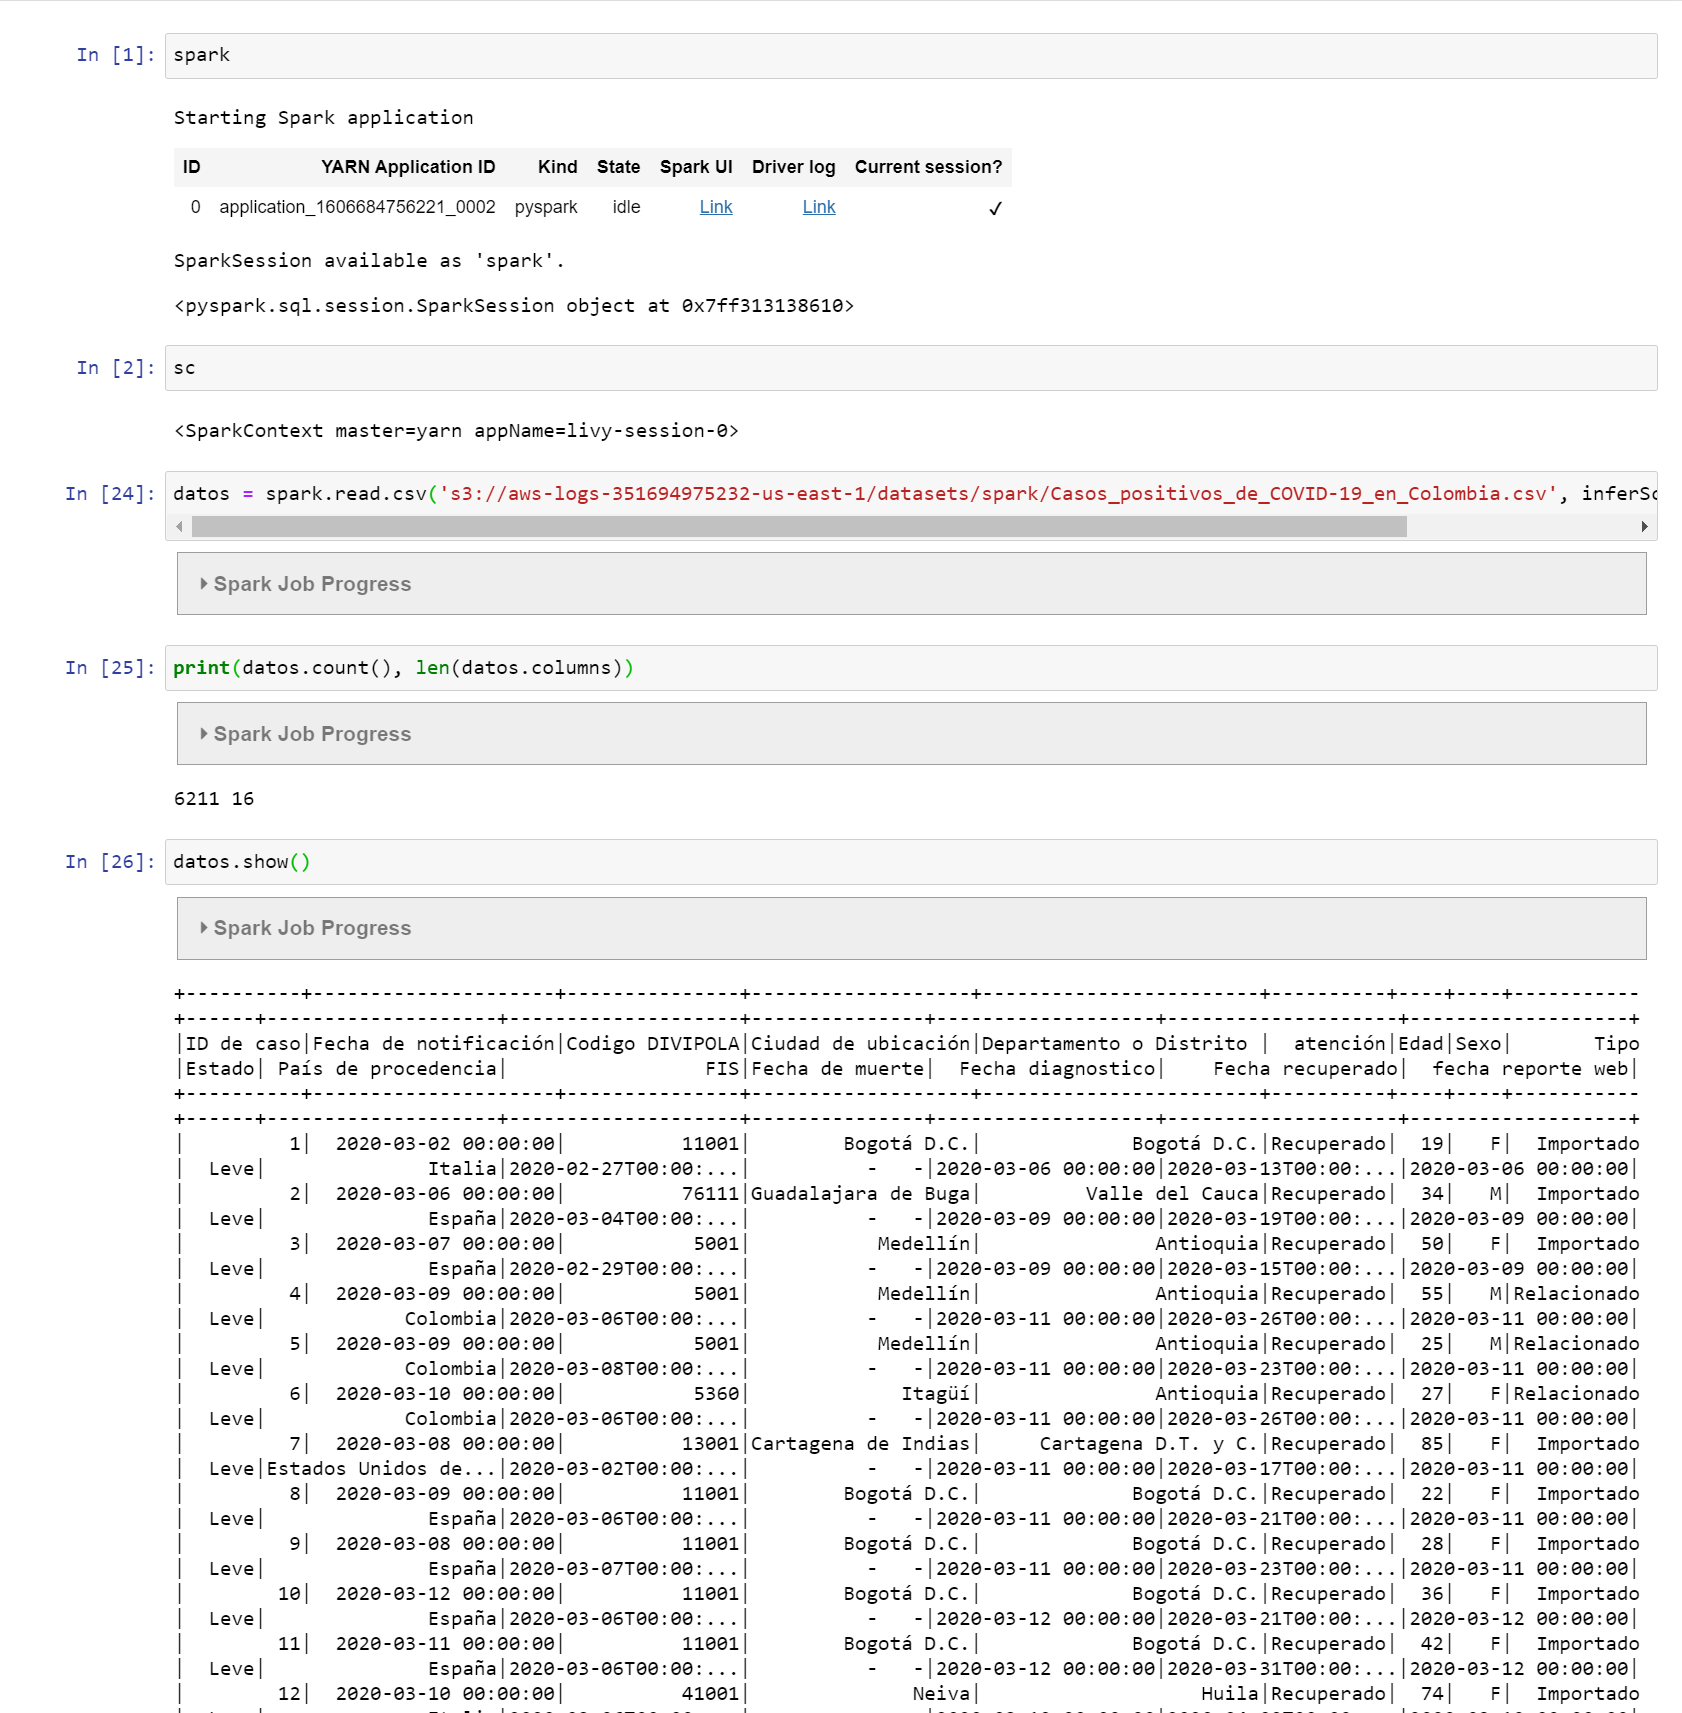 In [1]: spark
Starting Spark application
ID YARN Application ID Kind State Spark UI Driver log Current session?
0 application_1606684756221_0002 pyspark idle Link Link ✓
SparkSession available as 'spark'.
<pyspark.sql.session.SparkSession object at 0x7ff313138610>
In [2]: sc
<SparkContext master=yarn appName=livy-session-0>
In [24]: datos = spark.read.csv('s3://aws-logs-351694975232-us-east-1/datasets/spark/Casos_positivos_de_COVID-19_en_Colombia.csv', inferSc
Spark Job Progress
In [25]: print(datos.count(), len(datos.columns))
Spark Job Progress
6211 16
In [26]: datos.show()
Spark Job Progress
+----------+---------------------+---------------+-------------------+------------------------+----------+----+----+-----------
+------+--------------------+--------------------+---------------+--------------------+--------------------+-------------------+
|ID de caso|Fecha de notificación|Codigo DIVIPOLA|Ciudad de ubicación|Departamento o Distrito |  atención|Edad|Sexo|       Tipo
|Estado| País de procedencia|                 FIS|Fecha de muerte|  Fecha diagnostico|    Fecha recuperado|  fecha reporte web|
+----------+---------------------+---------------+-------------------+------------------------+----------+----+----+-----------
+------+--------------------+--------------------+---------------+-------------------+--------------------+-------------------+
|         1|  2020-03-02 00:00:00|          11001|        Bogotá D.C.|             Bogotá D.C.|Recuperado|  19|   F|  Importado
|  Leve|              Italia|2020-02-27T00:00:...|          -   -|2020-03-06 00:00:00|2020-03-13T00:00:...|2020-03-06 00:00:00|
|         2|  2020-03-06 00:00:00|          76111|Guadalajara de Buga|         Valle del Cauca|Recuperado|  34|   M|  Importado
|  Leve|              España|2020-03-04T00:00:...|          -   -|2020-03-09 00:00:00|2020-03-19T00:00:...|2020-03-09 00:00:00|
|         3|  2020-03-07 00:00:00|           5001|           Medellín|               Antioquia|Recuperado|  50|   F|  Importado
|  Leve|              España|2020-02-29T00:00:...|          -   -|2020-03-09 00:00:00|2020-03-15T00:00:...|2020-03-09 00:00:00|
|         4|  2020-03-09 00:00:00|           5001|           Medellín|               Antioquia|Recuperado|  55|   M|Relacionado
|  Leve|            Colombia|2020-03-06T00:00:...|          -   -|2020-03-11 00:00:00|2020-03-26T00:00:...|2020-03-11 00:00:00|
|         5|  2020-03-09 00:00:00|           5001|           Medellín|               Antioquia|Recuperado|  25|   M|Relacionado
|  Leve|            Colombia|2020-03-08T00:00:...|          -   -|2020-03-11 00:00:00|2020-03-23T00:00:...|2020-03-11 00:00:00|
|         6|  2020-03-10 00:00:00|           5360|             Itagüí|               Antioquia|Recuperado|  27|   F|Relacionado
|  Leve|            Colombia|2020-03-06T00:00:...|          -   -|2020-03-11 00:00:00|2020-03-26T00:00:...|2020-03-11 00:00:00|
|         7|  2020-03-08 00:00:00|          13001|Cartagena de Indias|     Cartagena D.T. y C.|Recuperado|  85|   F|  Importado
|  Leve|Estados Unidos de...|2020-03-02T00:00:...|          -   -|2020-03-11 00:00:00|2020-03-17T00:00:...|2020-03-11 00:00:00|
|         8|  2020-03-09 00:00:00|          11001|        Bogotá D.C.|             Bogotá D.C.|Recuperado|  22|   F|  Importado
|  Leve|              España|2020-03-06T00:00:...|          -   -|2020-03-11 00:00:00|2020-03-21T00:00:...|2020-03-11 00:00:00|
|         9|  2020-03-08 00:00:00|          11001|        Bogotá D.C.|             Bogotá D.C.|Recuperado|  28|   F|  Importado
|  Leve|              España|2020-03-07T00:00:...|          -   -|2020-03-11 00:00:00|2020-03-23T00:00:...|2020-03-11 00:00:00|
|        10|  2020-03-12 00:00:00|          11001|        Bogotá D.C.|             Bogotá D.C.|Recuperado|  36|   F|  Importado
|  Leve|              España|2020-03-06T00:00:...|          -   -|2020-03-12 00:00:00|2020-03-21T00:00:...|2020-03-12 00:00:00|
|        11|  2020-03-11 00:00:00|          11001|        Bogotá D.C.|             Bogotá D.C.|Recuperado|  42|   F|  Importado
|  Leve|              España|2020-03-06T00:00:...|          -   -|2020-03-12 00:00:00|2020-03-31T00:00:...|2020-03-12 00:00:00|
|        12|  2020-03-10 00:00:00|          41001|              Neiva|                   Huila|Recuperado|  74|   F|  Importado